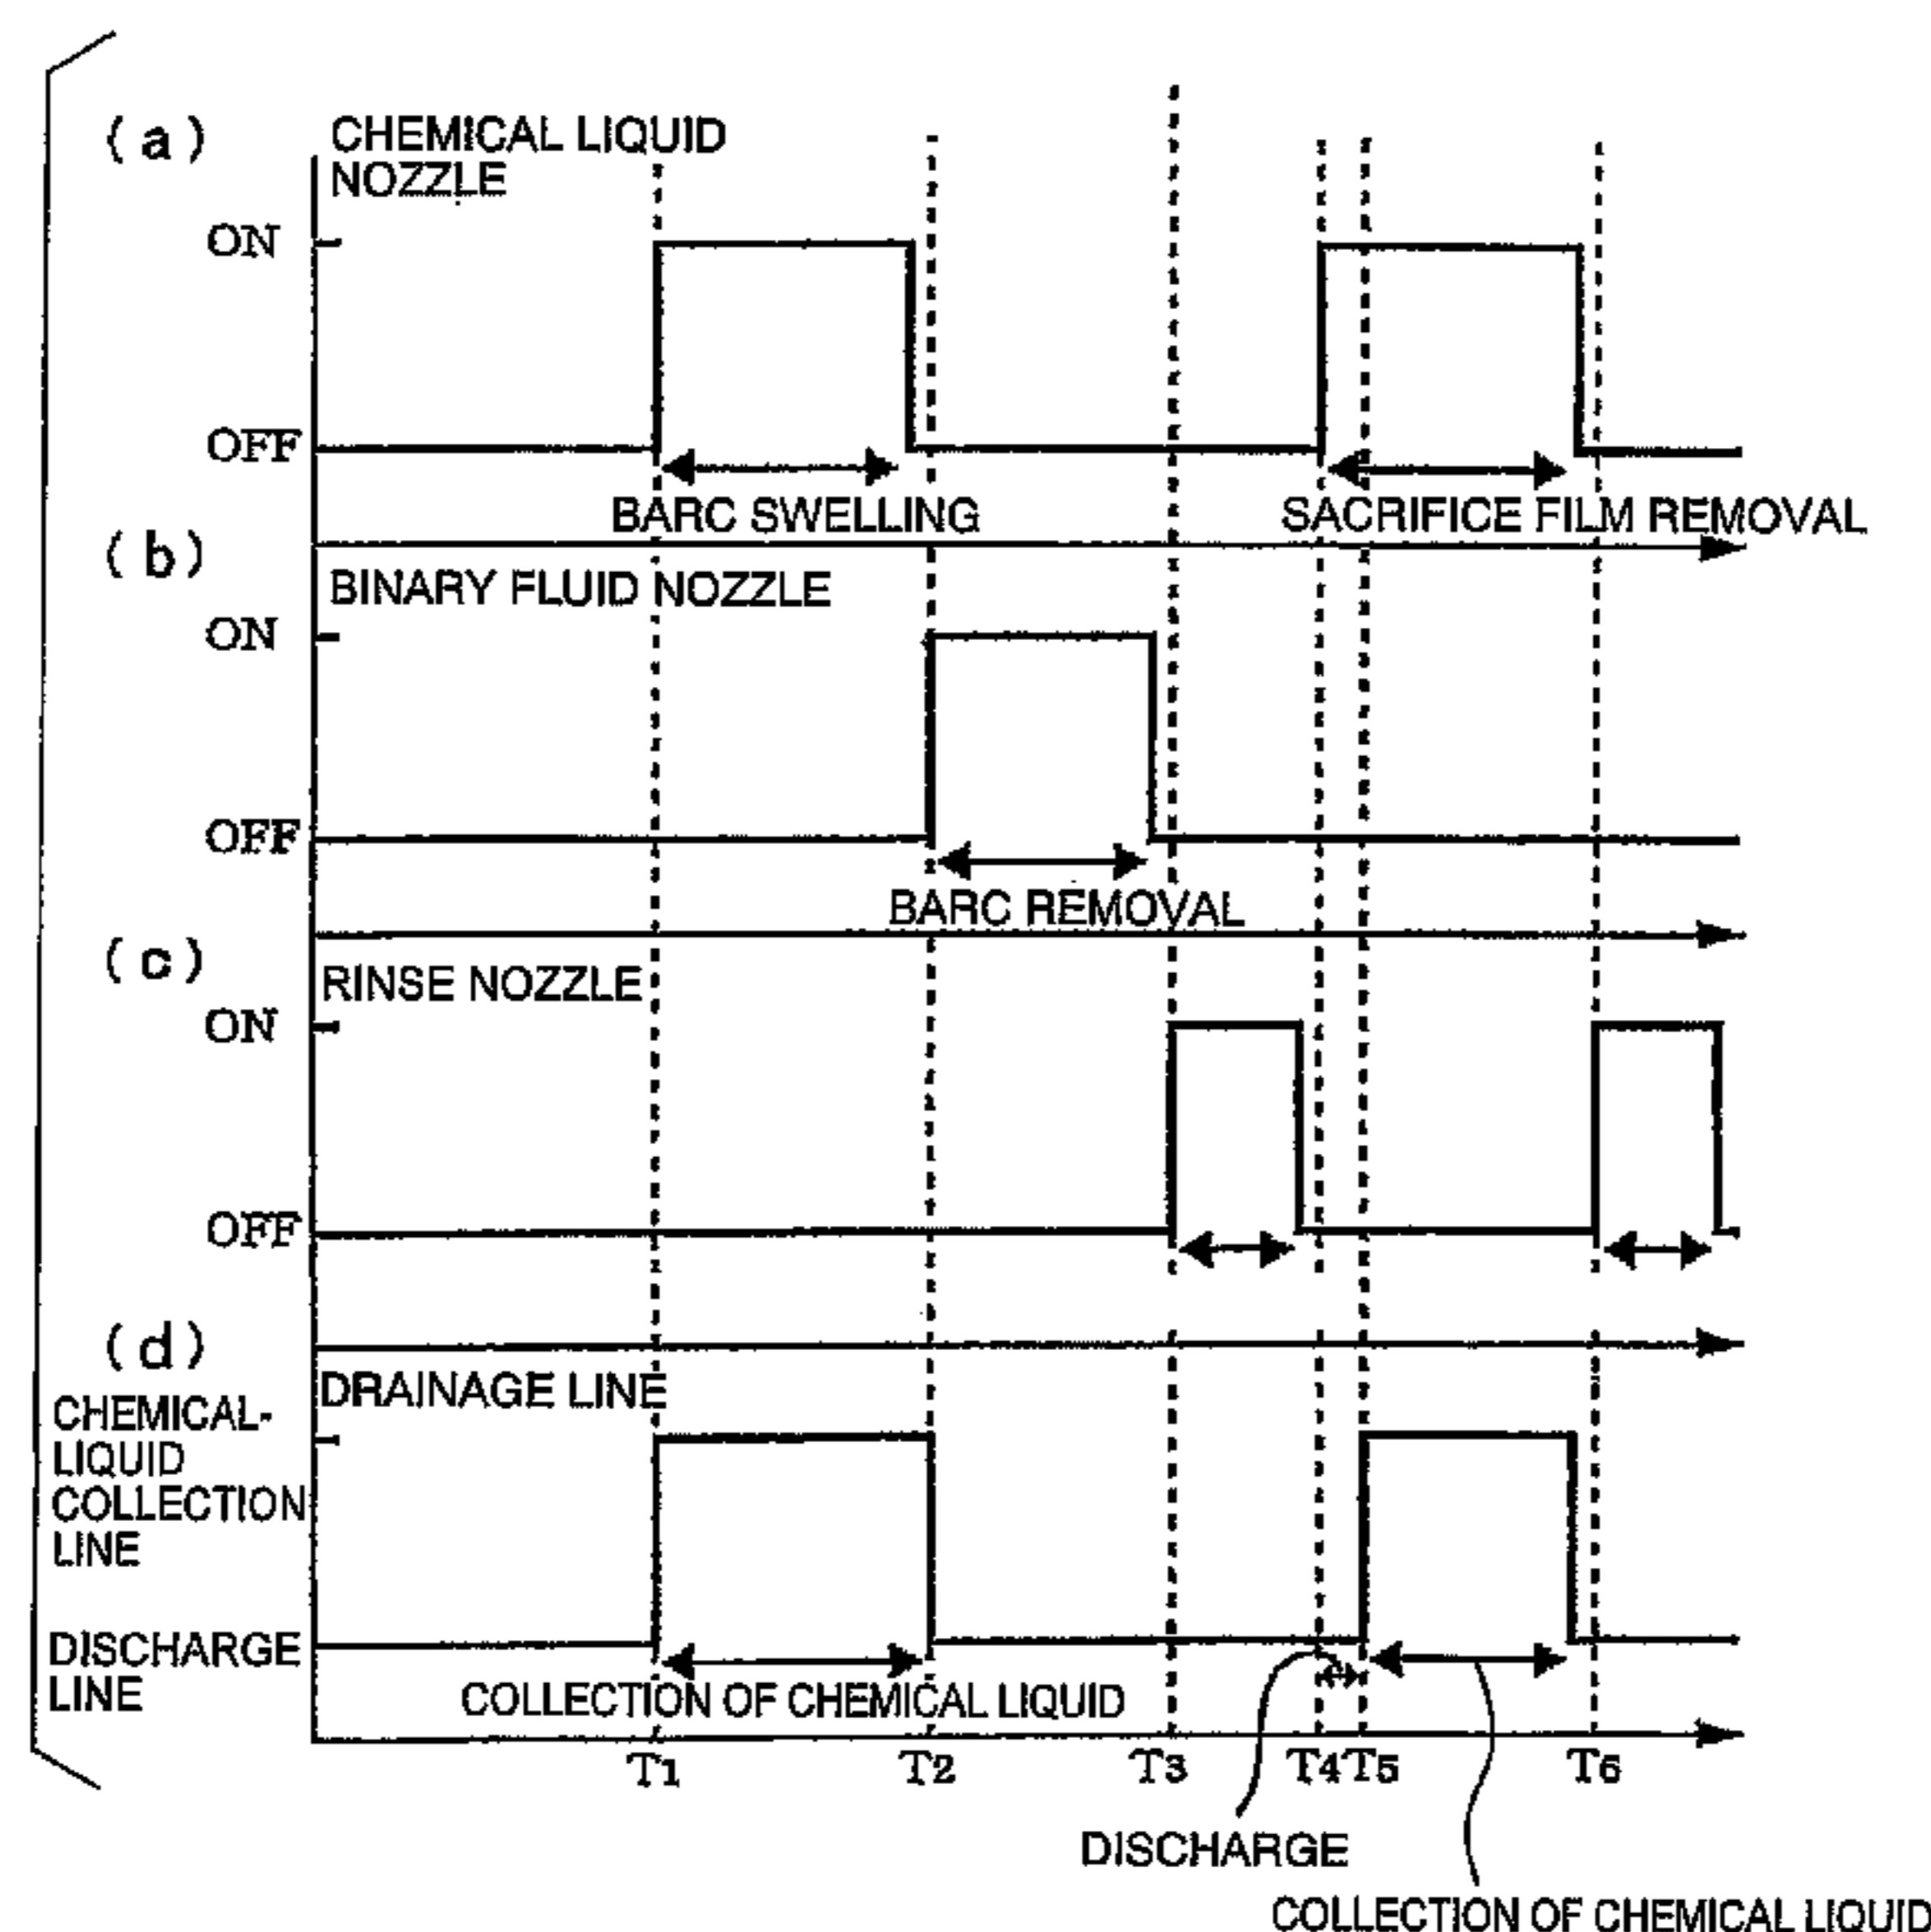 (a)
CHEMICAL LIQUID
NOZZLE
ON
OFF
BARC SWELLING
SACRIFICE FILM REMOVAL
(b)
BINARY FLUID NOZZLE
ON
OFF
BARC REMOVAL
(c)
RINSE NOZZLE
ON
OFF
(d)
DRAINAGE LINE
CHEMICAL-
LIQUID
COLLECTION
LINE
DISCHARGE
LINE
COLLECTION OF CHEMICAL LIQUID
T1
T2
T3
T4
T5
T6
DISCHARGE
COLLECTION OF CHEMICAL LIQUID